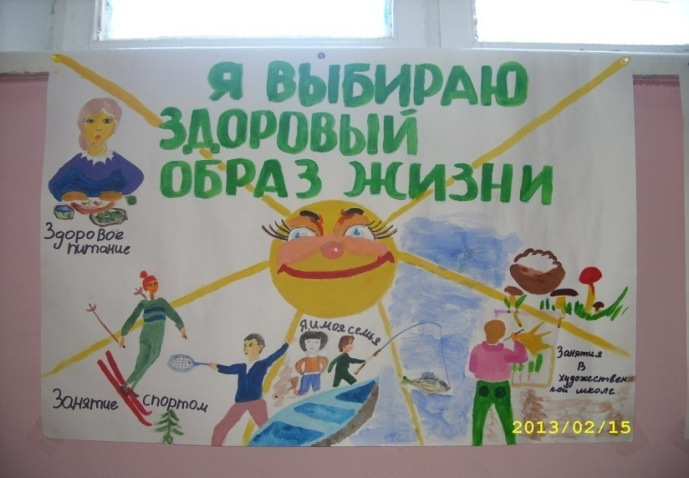 Я ВЫБИРАЮ
ЗДОРОВЫЙ
ОБРАЗ ЖИЗНИ
Здоровое
питание
Я и моя семья
Занятие спортом
Занятия
в
художествен
ной школе
2013/02/15